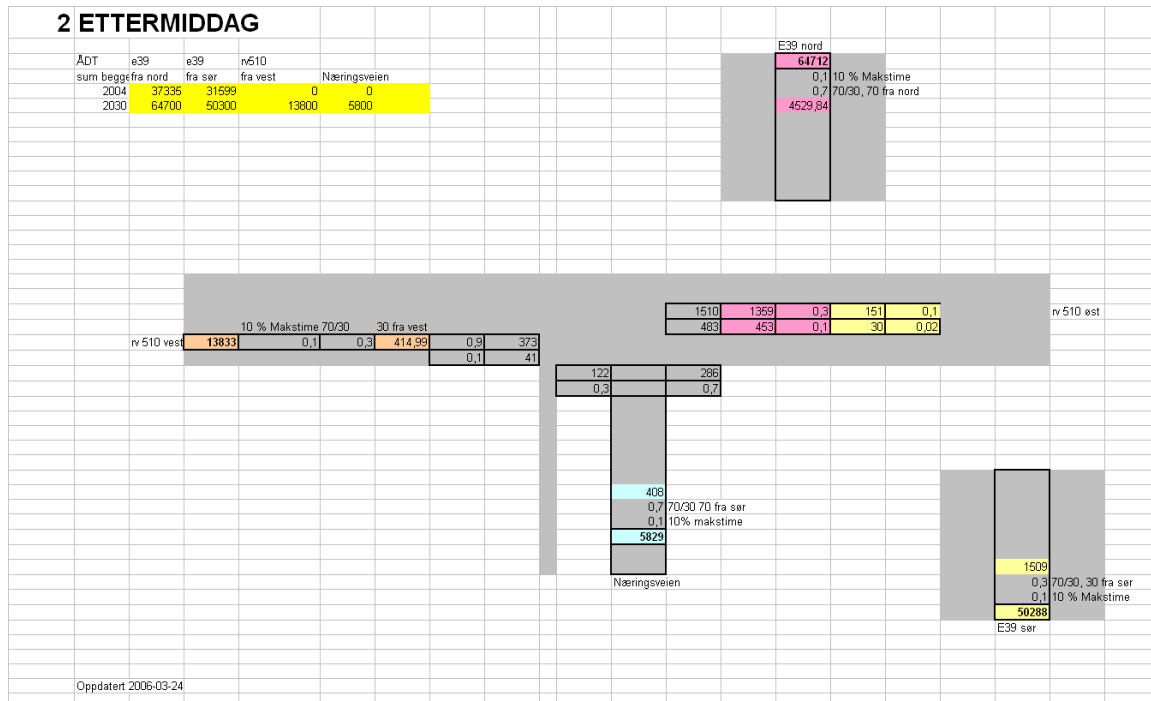 2 ETTERMIDDAG
E39 nord
ÅDT e39 e39 rv510 64712
sum begge fra nord fra sør fra vest Næringsveien 0,1 10 % Makstime
2004 37335 31599 0 0 0,7 70/30, 70 fra nord
2030 64700 50300 13800 5800 4529,84
1510 1359 0,3 151 0,1 rv 510 øst
10 % Makstime 70/30 30 fra vest 483 453 0,1 30 0,02
rv 510 vest 13833 0,1 0,3 414,99 0,9 373
0,1 41
122 286
0,3 0,7
408
0,7 70/30 70 fra sør
0,1 10% makstime
5829
1509
Næringsveien 0,3 70/30, 30 fra sør
0,1 10 % Makstime
50288
E39 sør
Oppdatert 2006-03-24